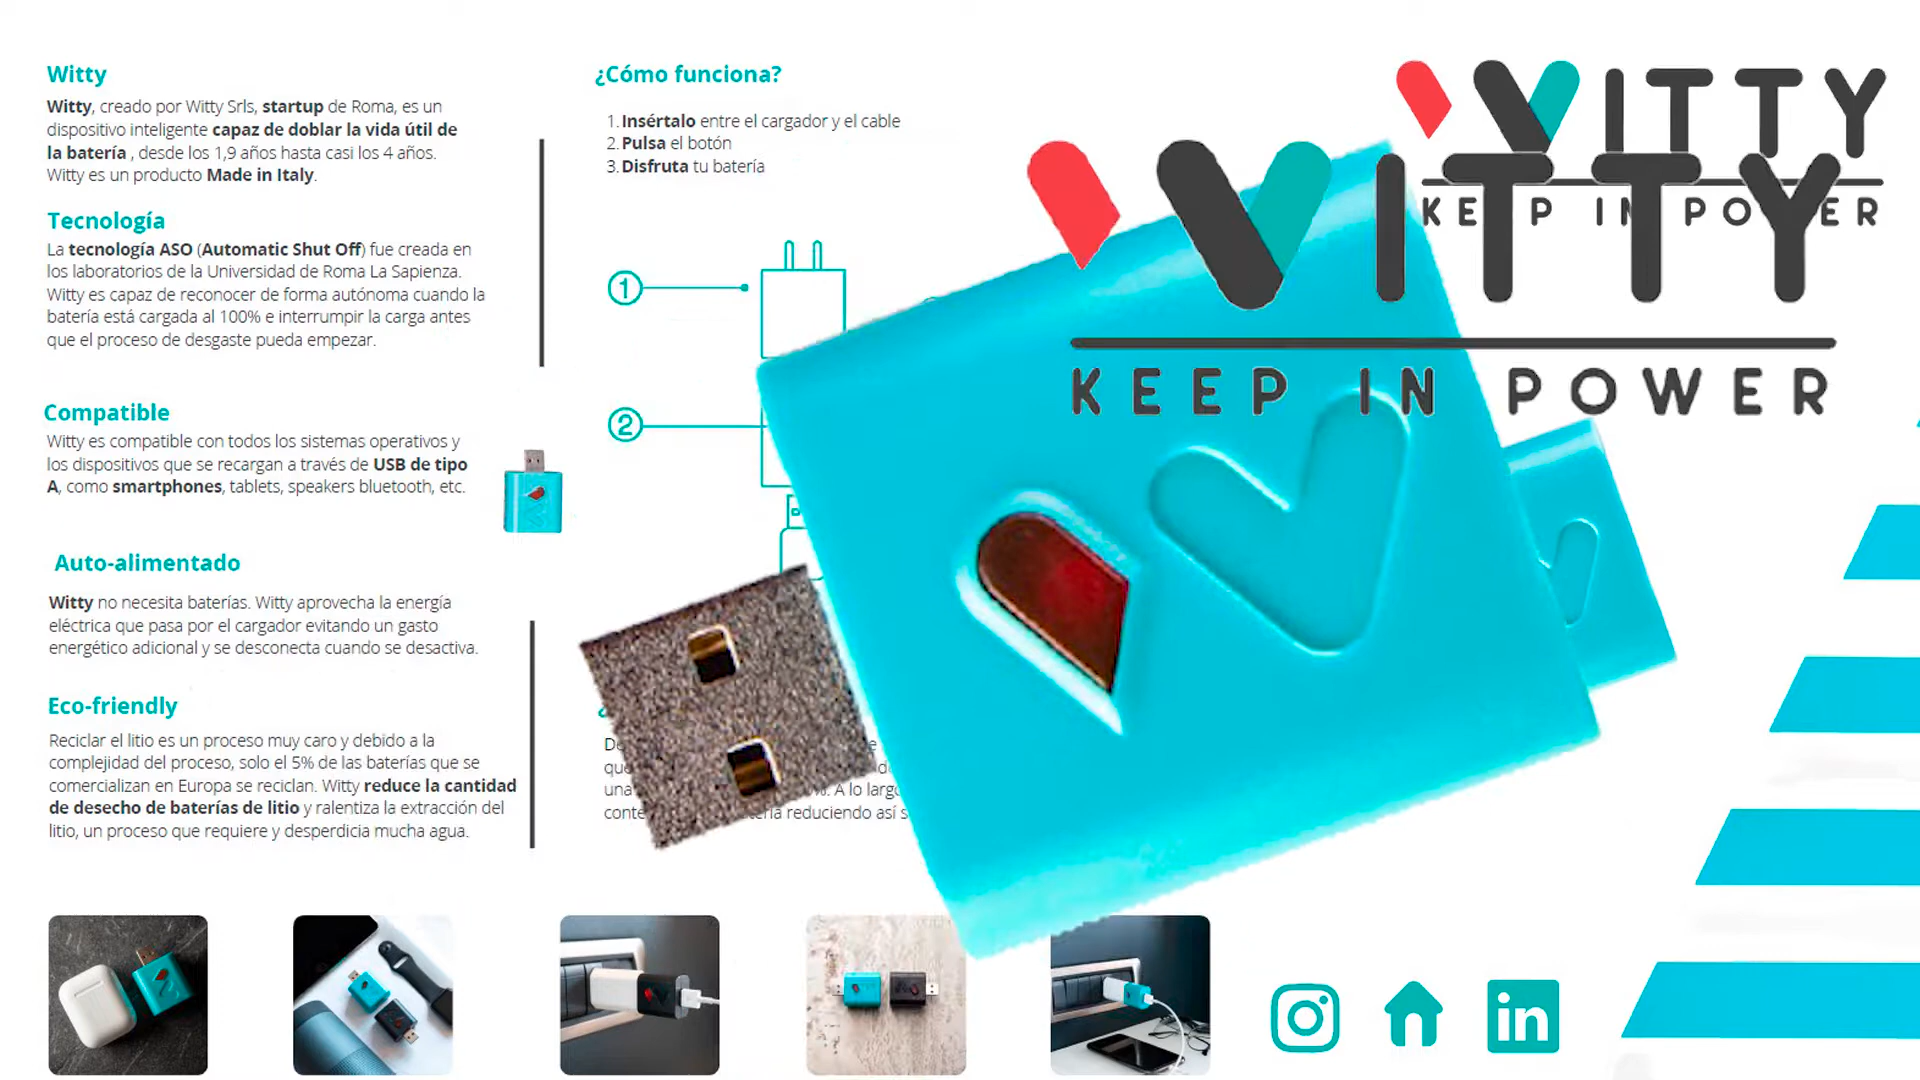 Witty
Witty, creado por Witty Srls, startup de Roma, es un
dispositivo inteligente capaz de doblar la vida útil de
la batería , desde los 1,9 años hasta casi los 4 años.
Witty es un producto Made in Italy.
Tecnología
La tecnología ASO (Automatic Shut Off) fue creada en
los laboratorios de la Universidad de Roma La Sapienza.
Witty es capaz de reconocer de forma autónoma cuando la
batería está cargada al 100% e interrumpir la carga antes
que el proceso de desgaste pueda empezar.
Compatible
Witty es compatible con todos los sistemas operativos y
los dispositivos que se recargan a través de USB de tipo
A, como smartphones, tablets, speakers bluetooth, etc.
Auto-alimentado
Witty no necesita baterías. Witty aprovecha la energía
eléctrica que pasa por el cargador evitando un gasto
energético adicional y se desconecta cuando se desactiva.
Eco-friendly
Reciclar el litio es un proceso muy caro y debido a la
complejidad del proceso, solo el 5% de las baterías que se
comercializan en Europa se reciclan. Witty reduce la cantidad
de desecho de baterías de litio y ralentiza la extracción del
litio, un proceso que requiere y desperdicia mucha agua.
¿Cómo funciona?
1. Insértalo entre el cargador y el cable
2. Pulsa el botón
3. Disfruta tu batería
1
2
que
una A lo largo
reduciendo así
WITTY
KEEP IN POWER
WITTY
KEEP IN POWER
in